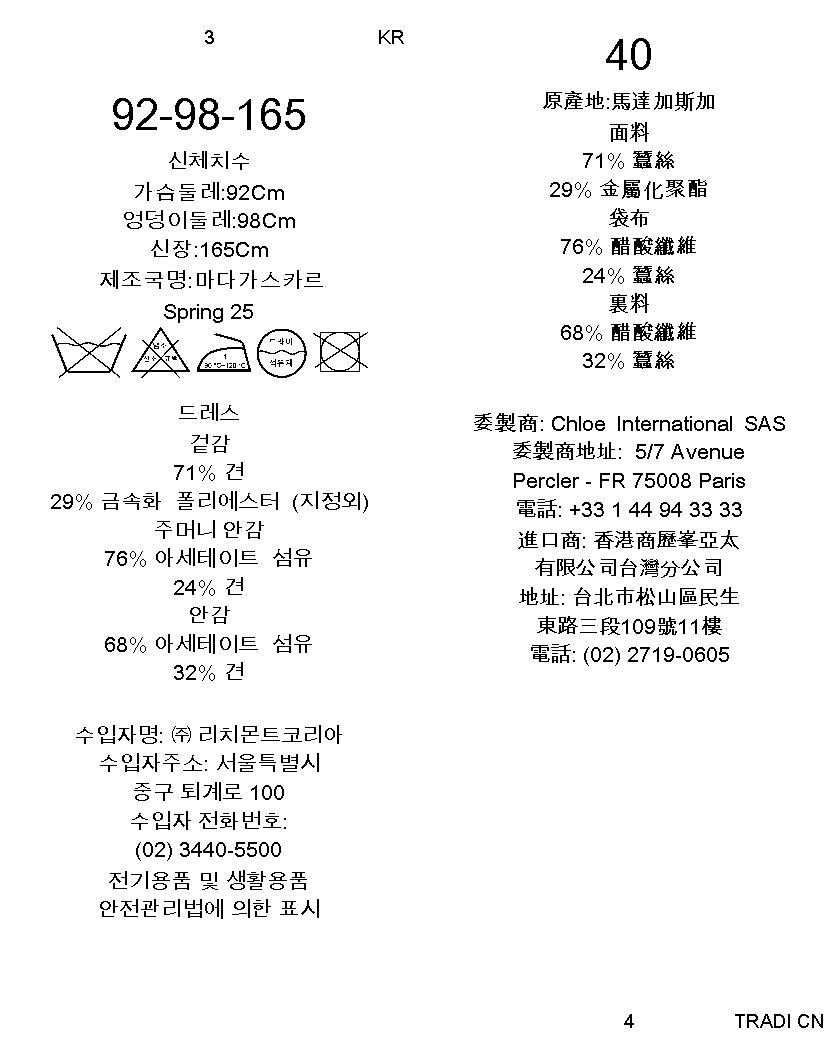 3 KR
92-98-165
신체치수
가슴둘레:92Cm
엉덩이둘레:98Cm
신장:165Cm
제조국명:마다가스카르
Spring 25
염소
산소 표백
1
80 °C~120 °C
드라이
석유계
드레스
겉감
71% 견
29% 금속화 폴리에스터 (지정외)
주머니 안감
76% 아세테이트 섬유
24% 견
안감
68% 아세테이트 섬유
32% 견
수입자명: ㈜ 리치몬트코리아
수입자주소: 서울특별시
중구 퇴계로 100
수입자 전화번호:
(02) 3440-5500
전기용품 및 생활용품
안전관리법에 의한 표시
40
原產地:馬達加斯加
面料
71% 蠶絲
29% 金屬化聚酯
袋布
76% 醋酸纖維
24% 蠶絲
裏料
68% 醋酸纖維
32% 蠶絲
委製商: Chloe International SAS
委製商地址: 5/7 Avenue
Percler - FR 75008 Paris
電話: +33 1 44 94 33 33
進口商: 香港商歷峯亞太
有限公司台灣分公司
地址: 台北市松山區民生
東路三段109號11樓
電話: (02) 2719-0605
4 TRADI CN